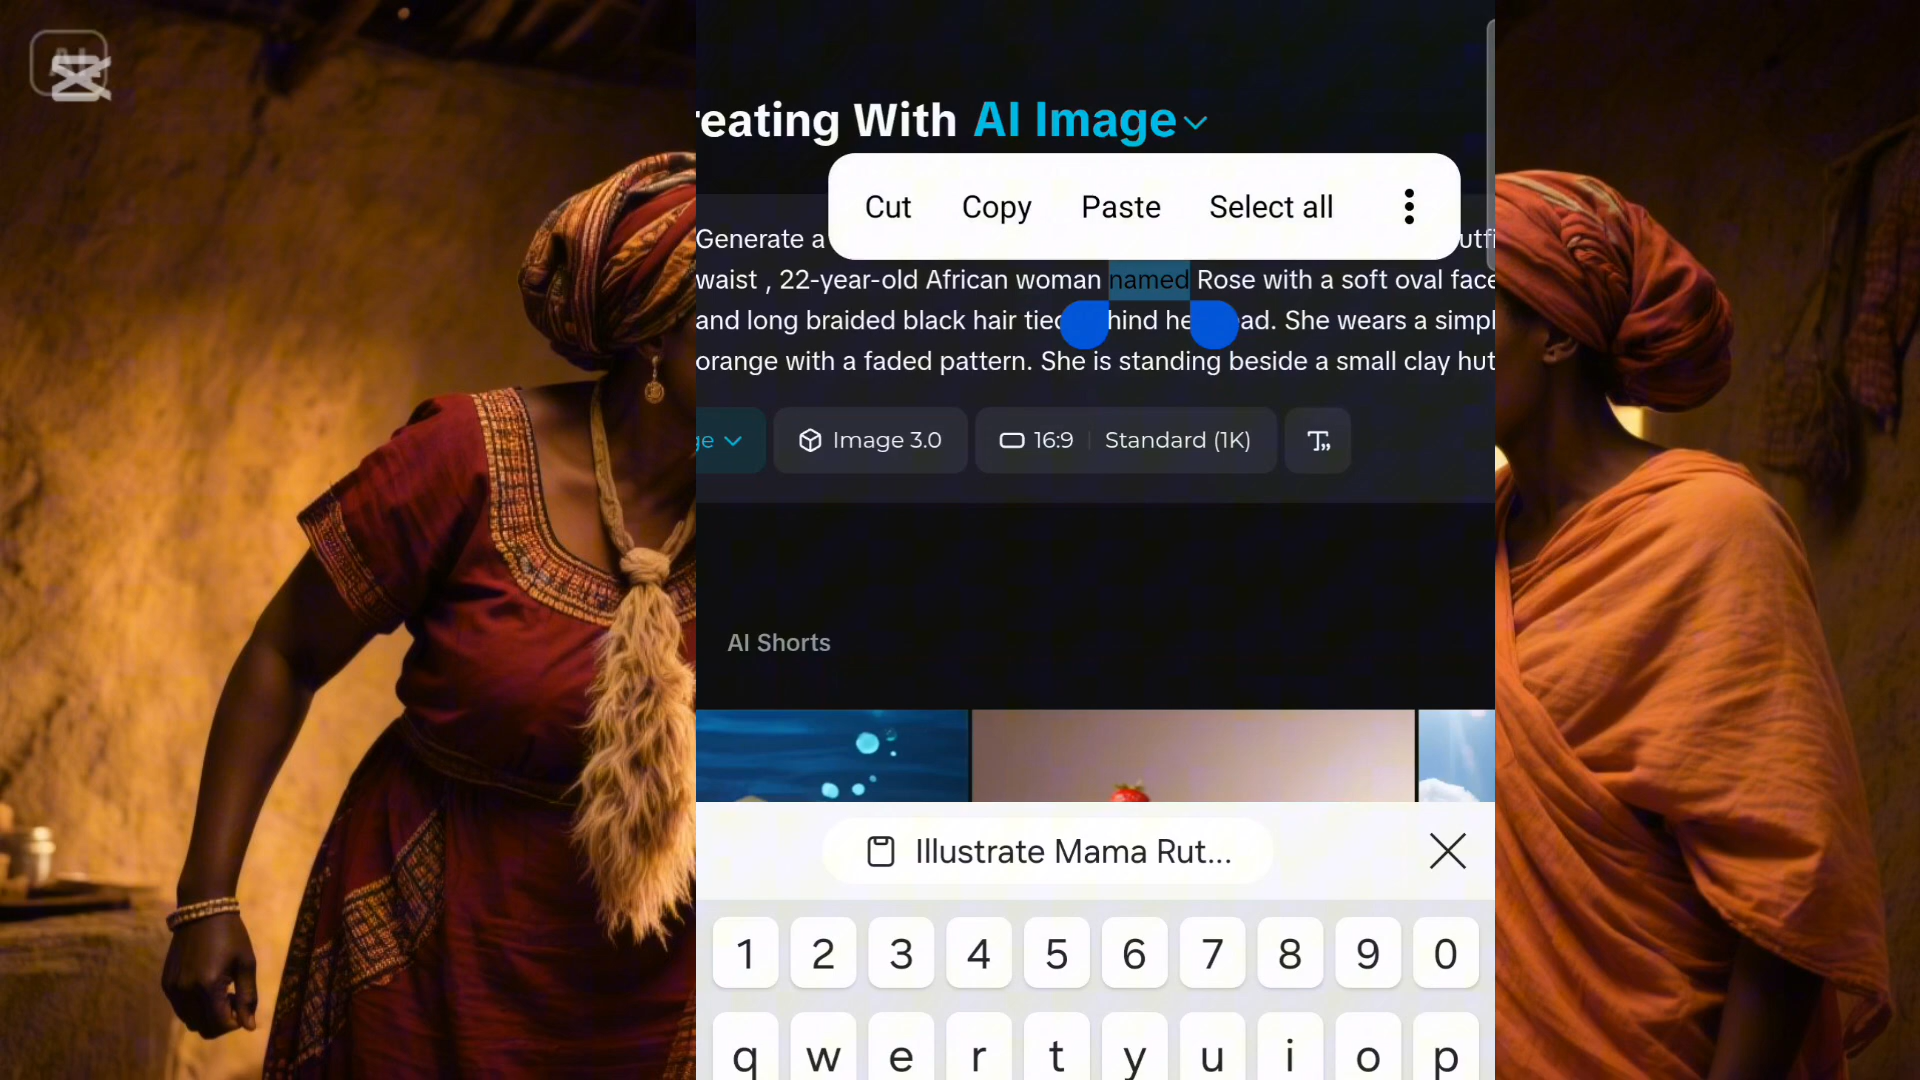 reating With AI Image
Cut Copy Paste Select all
Generate a
waist , 22-year-old African woman named Rose with a soft oval face
and long braided black hair tied hind he ad. She wears a simpl
orange with a faded pattern. She is standing beside a small clay hut
ge Image 3.0 16:9 Standard (1K)
AI Shorts
Illustrate Mama Rut...
1 2 3 4 5 6 7 8 9 0
q w e r t y u i o p